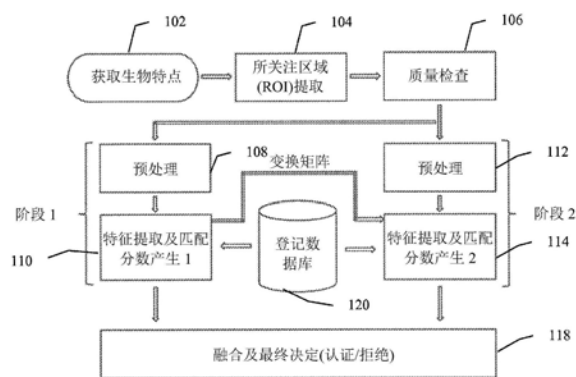 102
104
106
获取生物特点
所关注区域
(ROI)提取
质量检查
预处理
108
变换矩阵
预处理
112
阶段 1
阶段 2
110
特征提取及匹配
分数产生 1
登记数
据库
特征提取及匹配
分数产生 2
114
120
118
融合及最终决定(认证/拒绝)